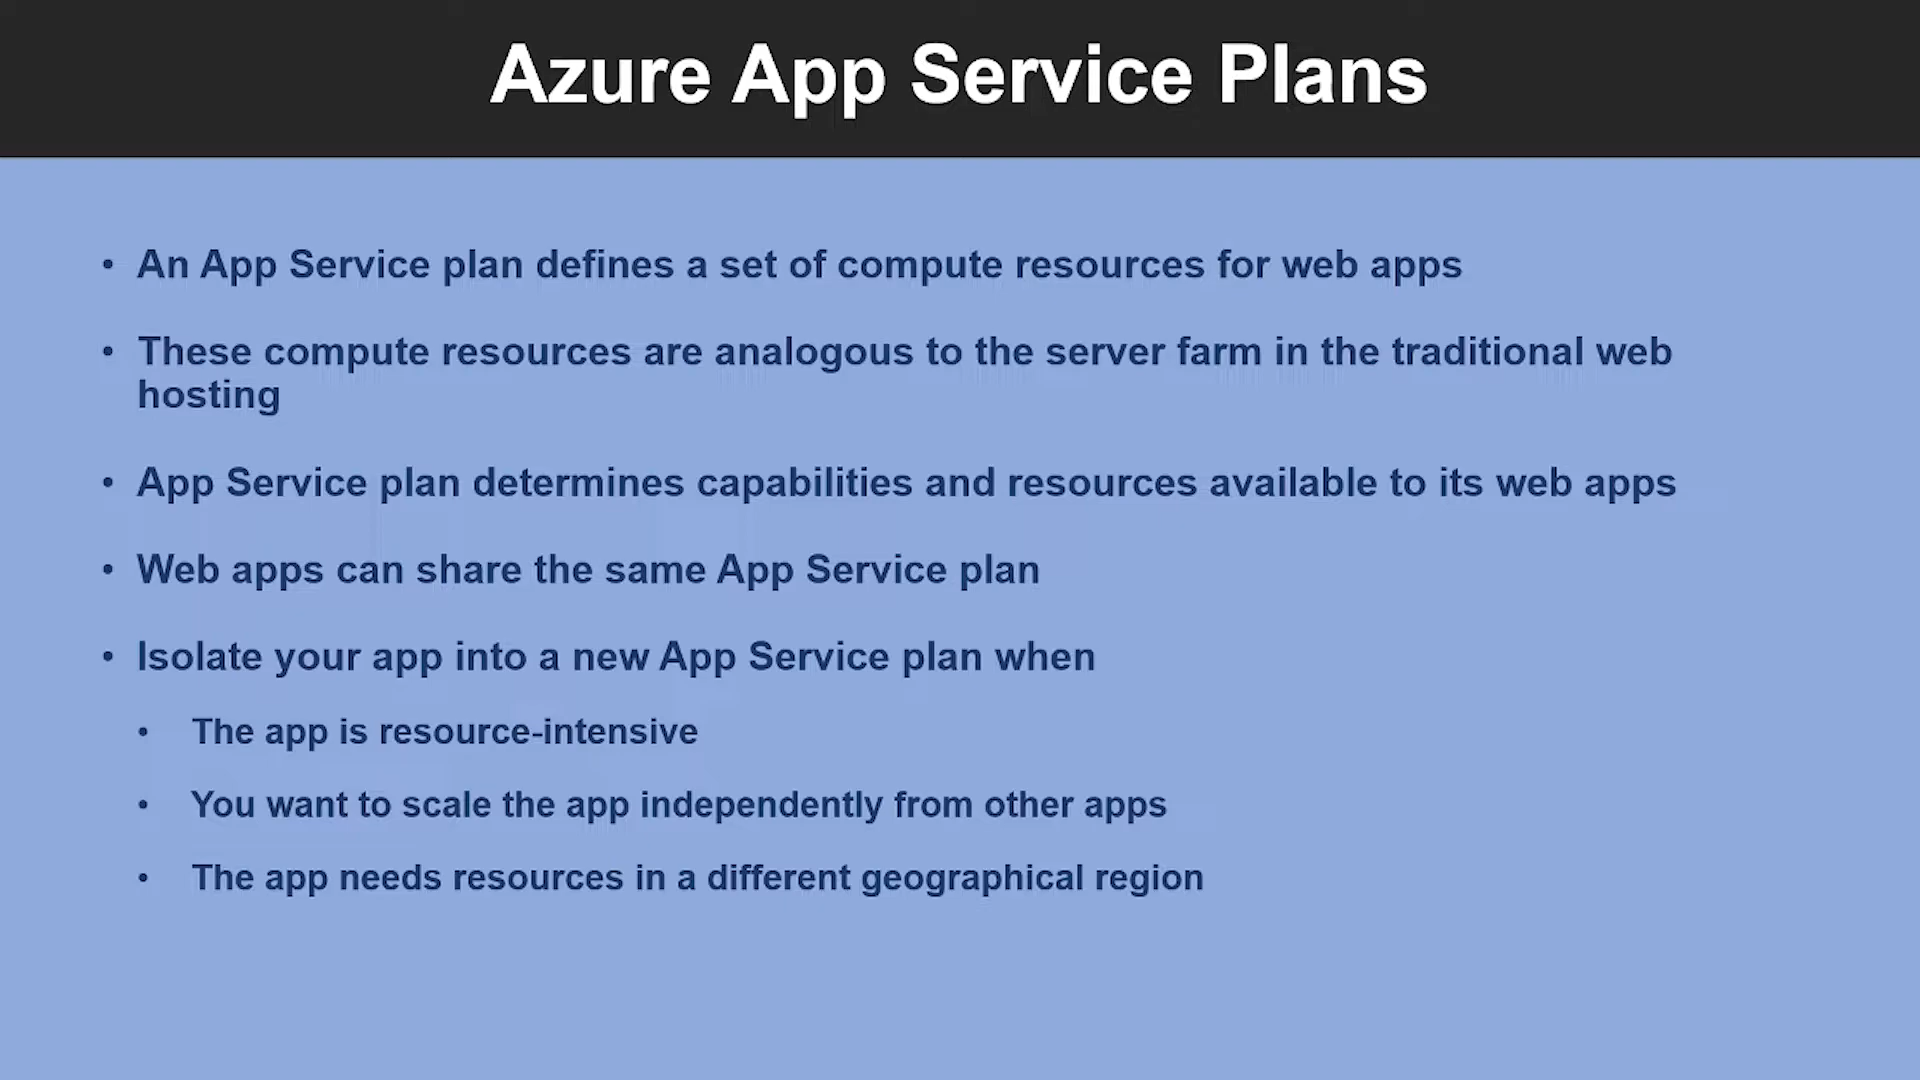 Azure App Service Plans
• An App Service plan defines a set of compute resources for web apps
• These compute resources are analogous to the server farm in the traditional web
hosting
• App Service plan determines capabilities and resources available to its web apps
• Web apps can share the same App Service plan
• Isolate your app into a new App Service plan when
• The app is resource-intensive
• You want to scale the app independently from other apps
• The app needs resources in a different geographical region